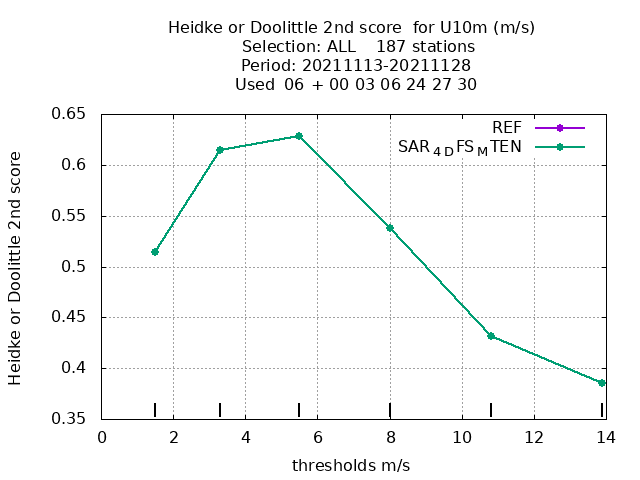 Heidke or Doolittle 2nd score  for U10m (m/s)
Selection: ALL    187 stations
Period: 20211113-20211128
Used  06  + 00 03 06 24 27 30
REF
SAR4DFSMTEN
Heidke or Doolittle 2nd score
0.65
0.6
0.55
0.5
0.45
0.4
0.35
0 2 4 6 8 10 12 14
thresholds m/s